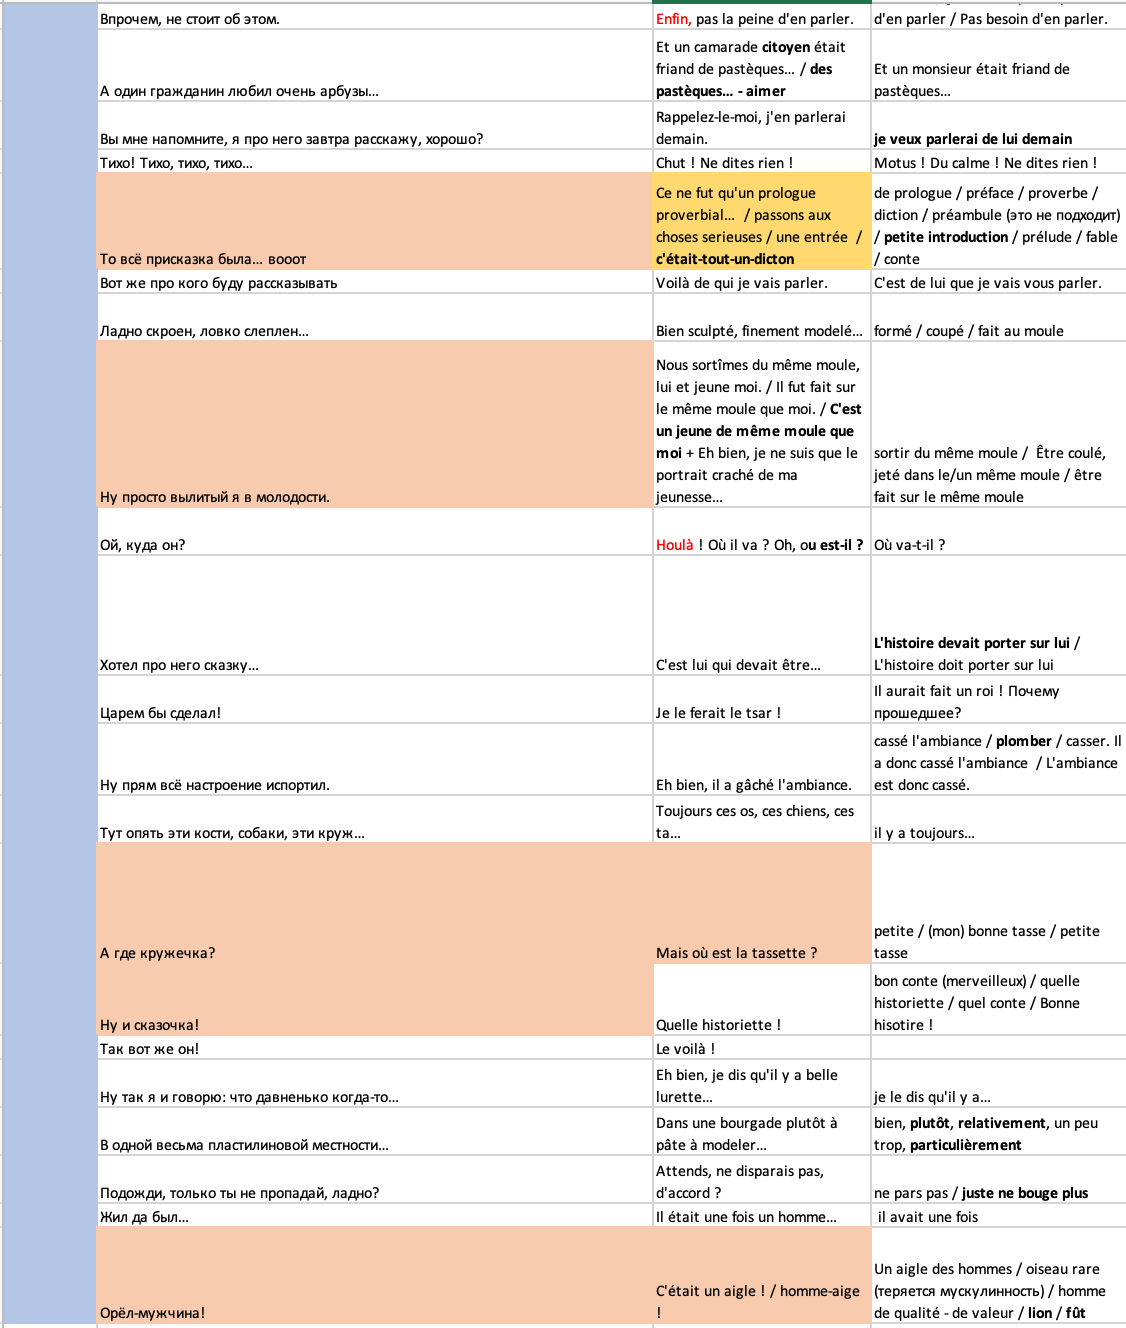 Впрочем, не стоит об этом.
Enfin, pas la peine d'en parler.
d'en parler / Pas besoin d'en parler.
А один гражданин любил очень арбузы…
Et un camarade citoyen était
friand de pastèques… / des
pastèques… - aimer
Et un monsieur était friand de
pastèques…
Вы мне напомните, я про него завтра расскажу, хорошо?
Rappelez-le-moi, j'en parlerai
demain.
je veux parlerai de lui demain
Тихо! Тихо, тихо, тихо…
Chut ! Ne dites rien !
Motus ! Du calme ! Ne dites rien !
То всё присказка была… вооот
Ce ne fut qu'un prologue
proverbial… / passons aux
choses serieuses / une entrée /
c'était-tout-un-dicton
de prologue / préface / proverbe /
diction / préambule (это не подходит)
/ petite introduction / prélude / fable
/ conte
Вот же про кого буду рассказывать
Voilà de qui je vais parler.
C'est de lui que je vais vous parler.
Ладно скроен, ловко слеплен…
Bien sculpté, finement modelé…
formé / coupé / fait au moule
Ну просто вылитый я в молодости.
Nous sortîmes du même moule,
lui et jeune moi. / Il fut fait sur
le même moule que moi. / C'est
un jeune de même moule que
moi + Eh bien, je ne suis que le
portrait craché de ma
jeunesse…
sortir du même moule / Être coulé,
jeté dans le/un même moule / être
fait sur le même moule
Ой, куда он?
Houlà ! Où il va ? Oh, ou est-il ?
Où va-t-il ?
Хотел про него сказку…
C'est lui qui devait être…
L'histoire devait porter sur lui /
L'histoire doit porter sur lui
Царем бы сделал!
Je le ferait le tsar !
Il aurait fait un roi ! Почему
прошедшее?
Ну прям всё настроение испортил.
Eh bien, il a gâché l'ambiance.
cassé l'ambiance / plomber / casser. Il
a donc cassé l'ambiance / L'ambiance
est donc cassé.
Тут опять эти кости, собаки, эти круж…
Toujours ces os, ces chiens, ces
ta…
il y a toujours…
А где кружечка?
Mais où est la tassette ?
petite / (mon) bonne tasse / petite
tasse
Ну и сказочка!
Quelle historiette !
bon conte (merveilleux) / quelle
historiette / quel conte / Bonne
hisotire !
Так вот же он!
Le voilà !
Ну так я и говорю: что давненько когда-то…
Eh bien, je dis qu'il y a belle
lurette…
je le dis qu'il y a…
В одной весьма пластилиновой местности…
Dans une bourgade plutôt à
pâte à modeler…
bien, plutôt, relativement, un peu
trop, particulièrement
Подожди, только ты не пропадай, ладно?
Attends, ne disparais pas,
d'accord ?
ne pars pas / juste ne bouge plus
Жил да был…
Il était une fois un homme…
il avait une fois
Орёл-мужчина!
C'était un aigle ! / homme-aige
!
Un aigle des hommes / oiseau rare
(теряется мускулинность) / homme
de qualité - de valeur / lion / fût